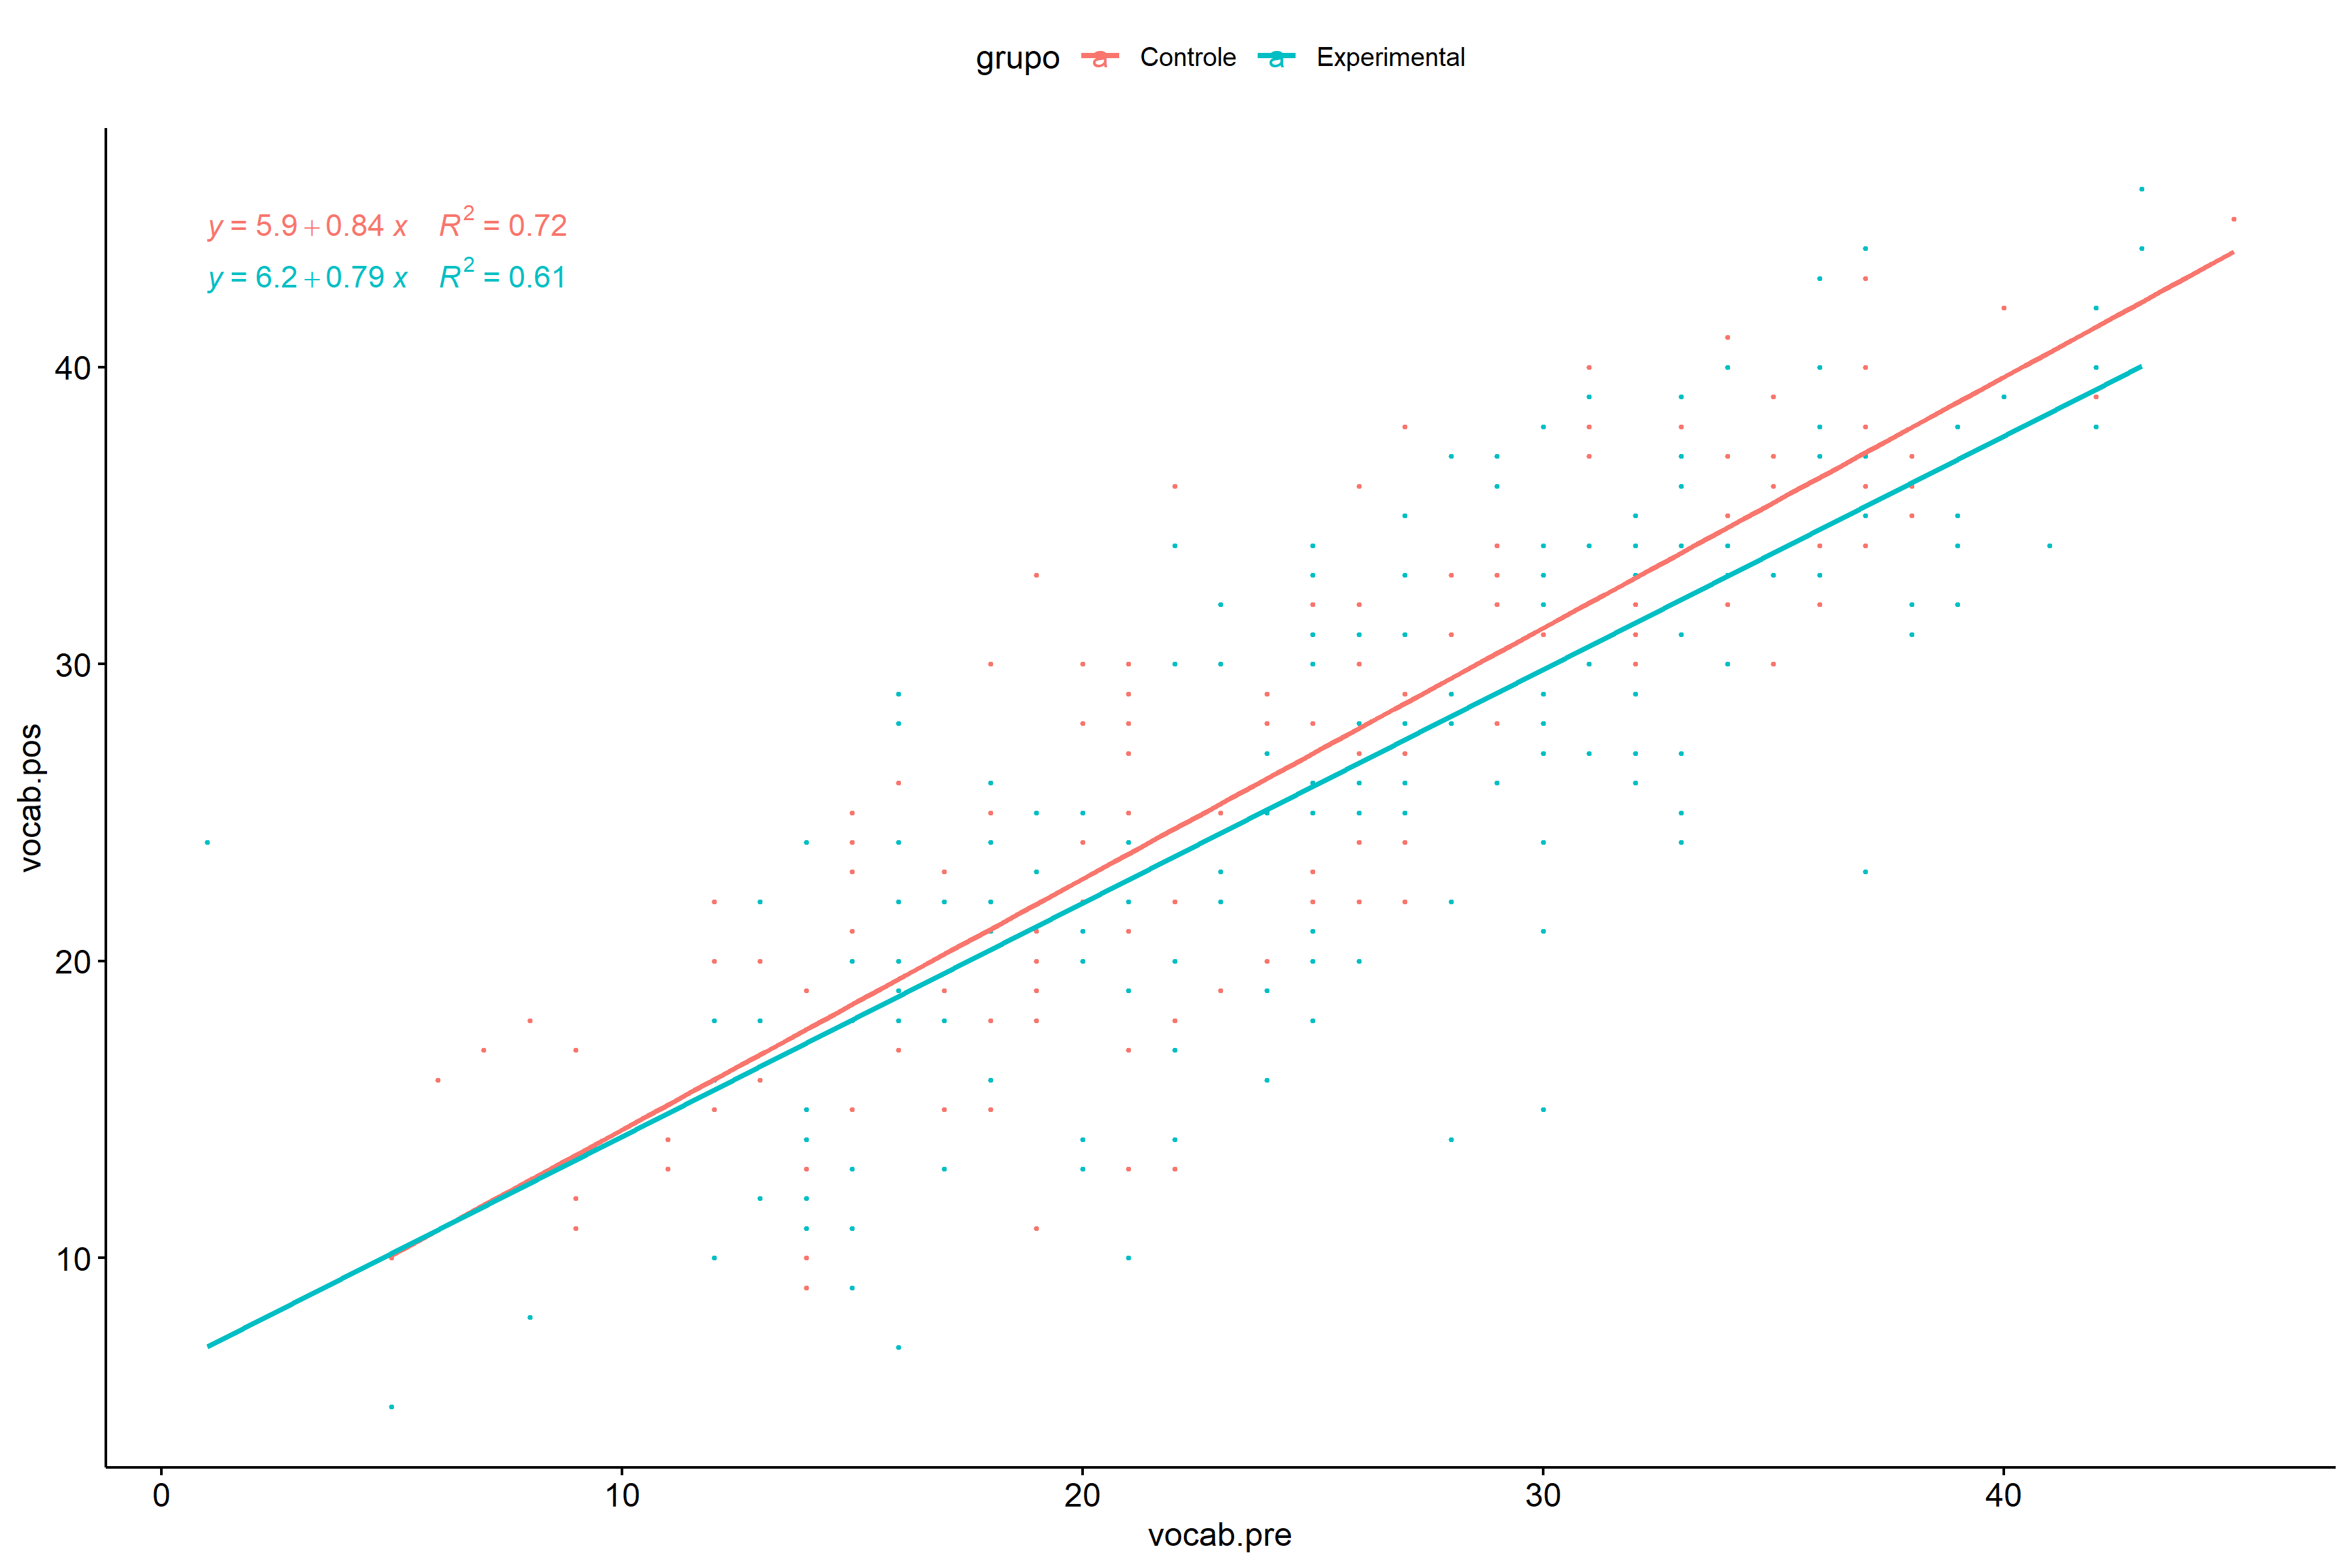 grupo a Controle a Experimental
y = 5.9 + 0.84 x R² = 0.72
y = 6.2 + 0.79 x R² = 0.61
40
30
20
10
vocab.pos
0 10 20 30 40
vocab.pre